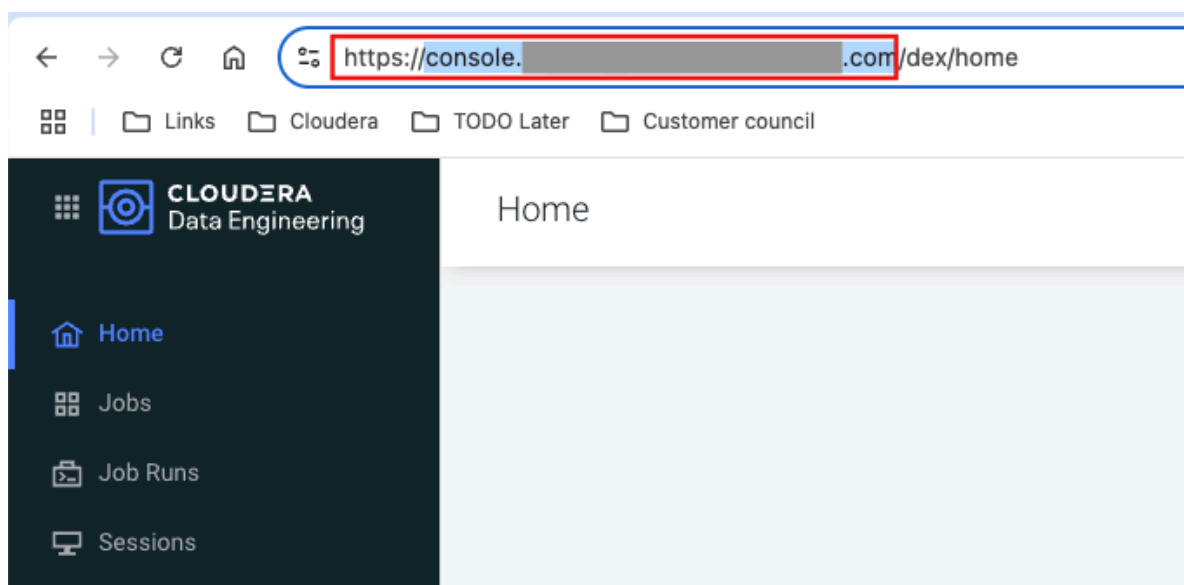 https://console. .com/dex/home
Links Cloudera TODO Later Customer council
CLOUDERA
Data Engineering
Home
Home
Jobs
Job Runs
Sessions